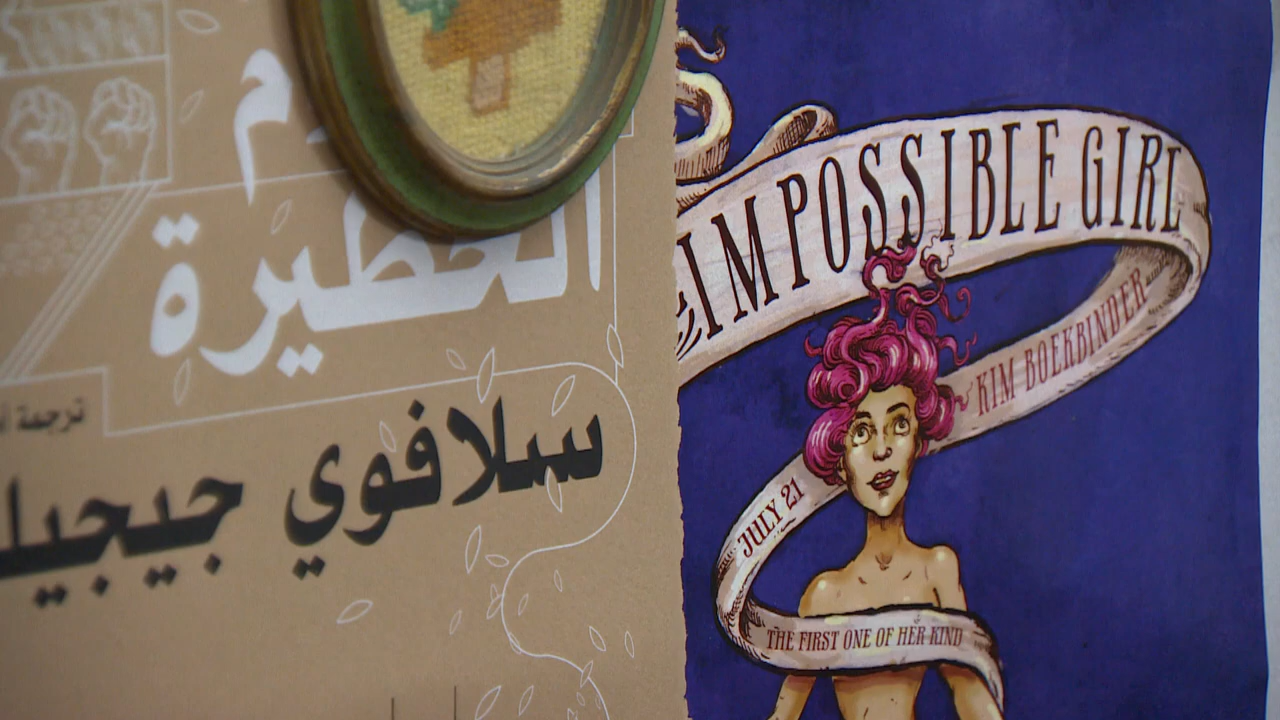 الخطيرة
ترجمة
سلافوي جيجيك
IMPOSSIBLE GIRL
KIM BOEKBINDER
JULY 21
THE FIRST ONE OF HER KIND